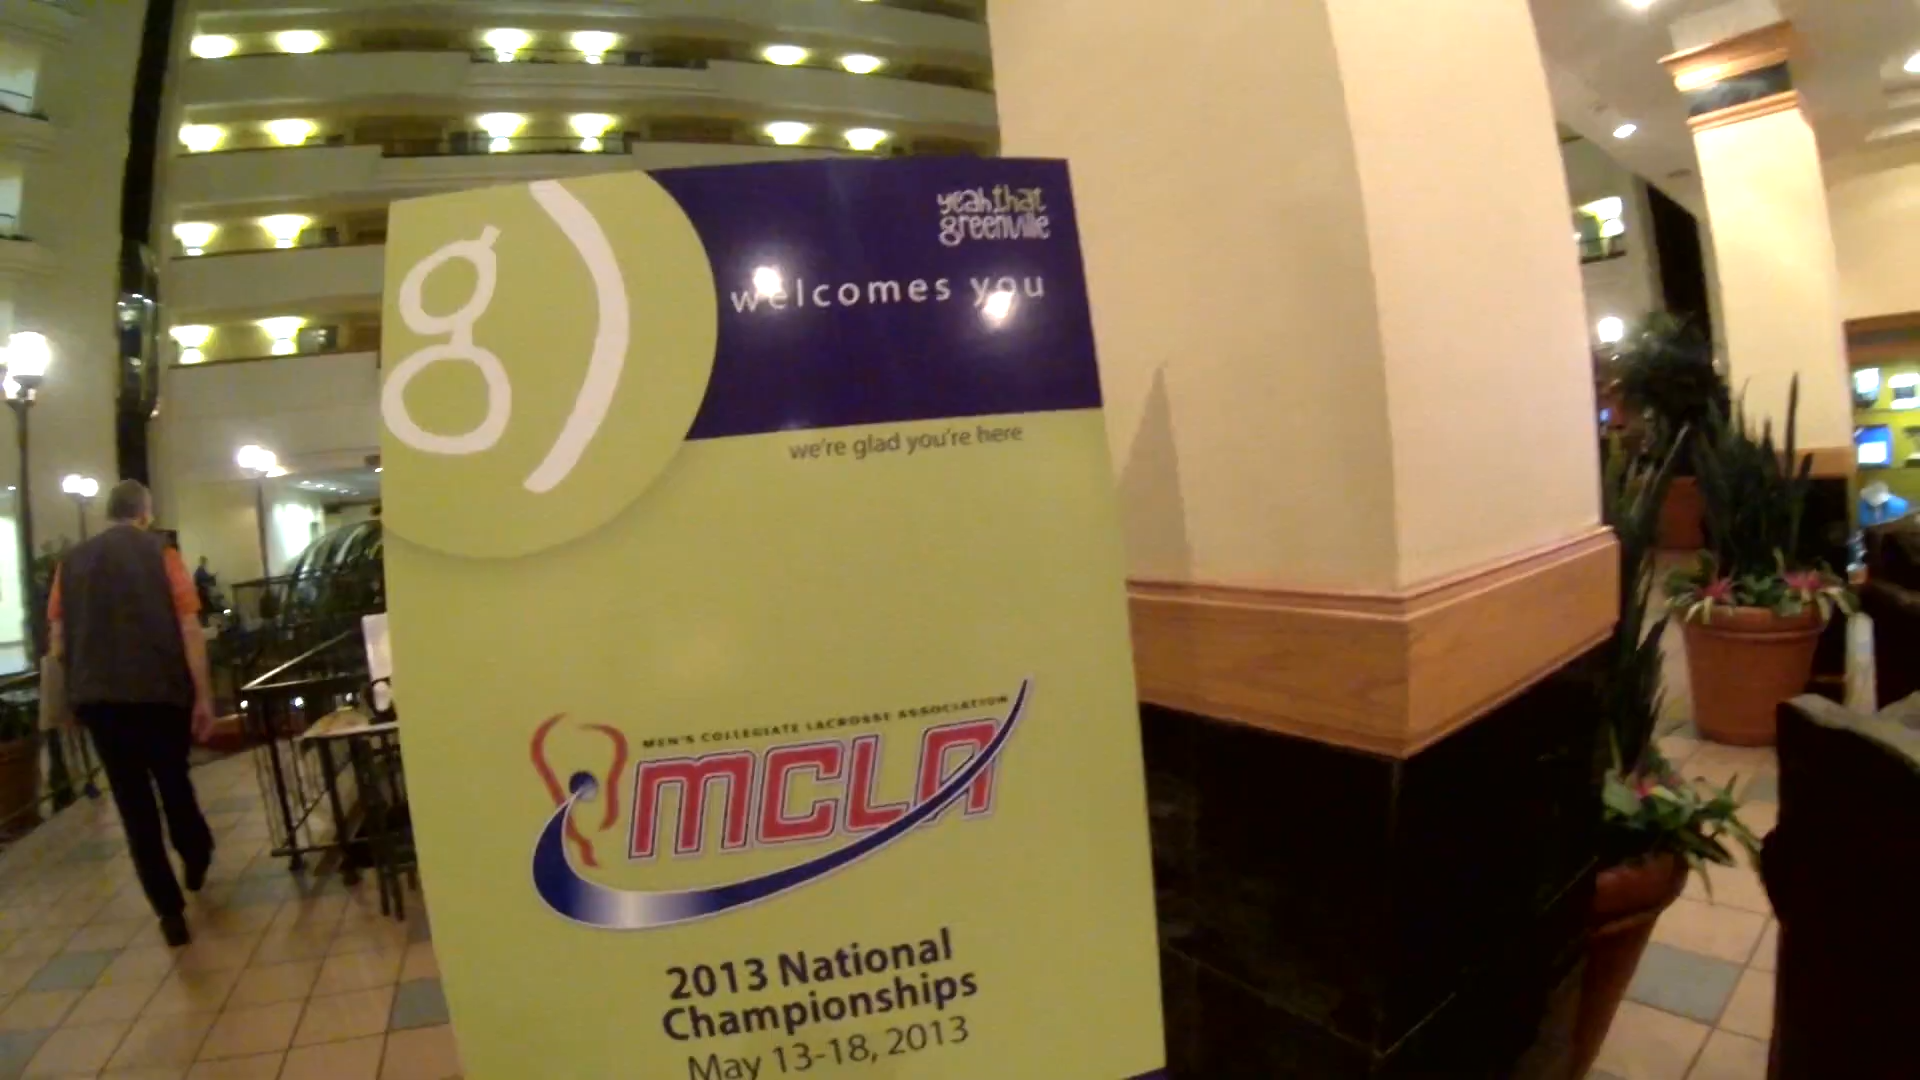 g)
yeah,that
greenville
welcomes you
we're glad you're here
MEN'S COLLEGIATE LACROSSE ASSOCIATION
MCLA
2013 National
Championships
May 13-18, 2013